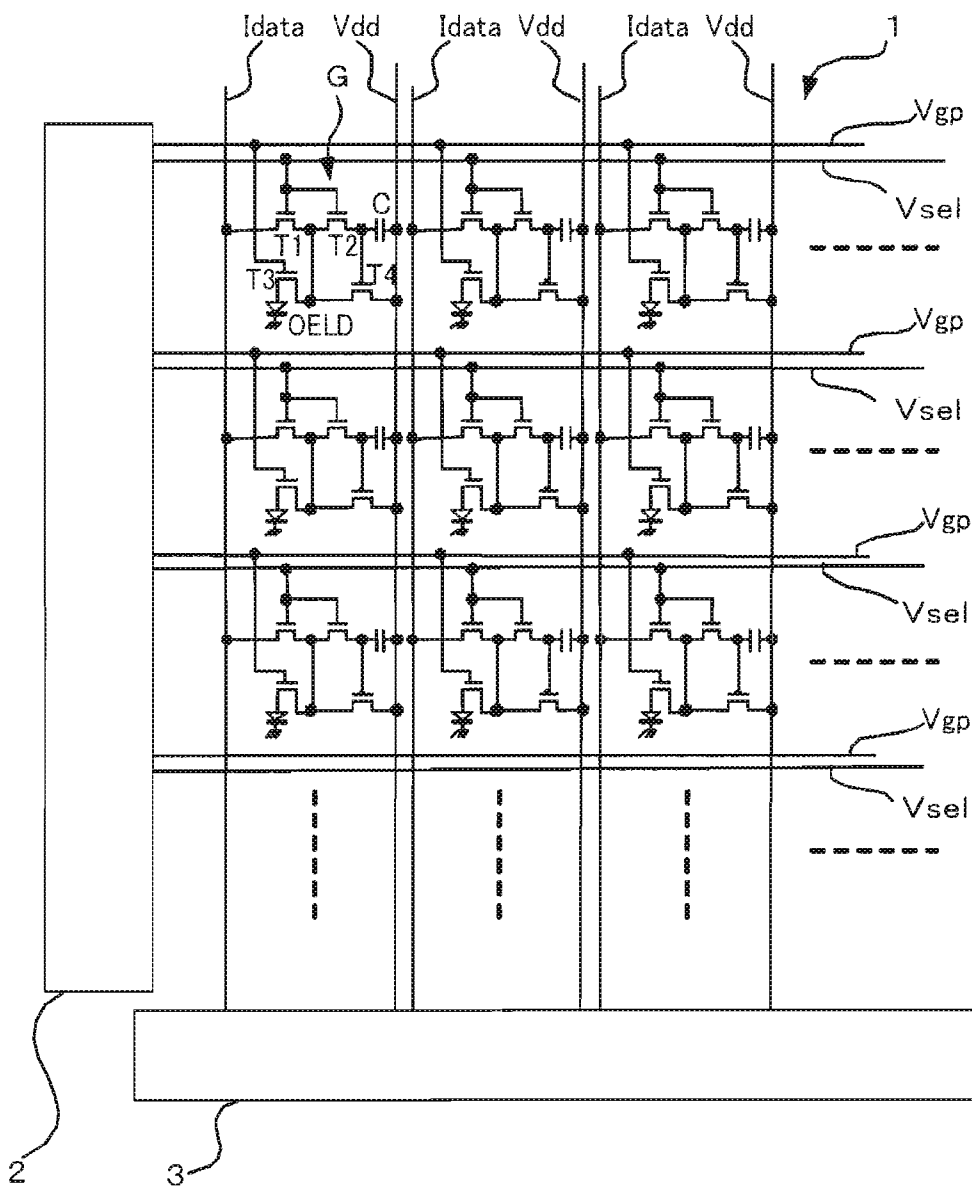 Idata Vdd Idata Vdd Idata Vdd 1
G
Vgp
C
Vsel
T1 T2
T3 T4
OELD
Vgp
Vsel
Vgp
Vsel
Vgp
Vsel
2
3